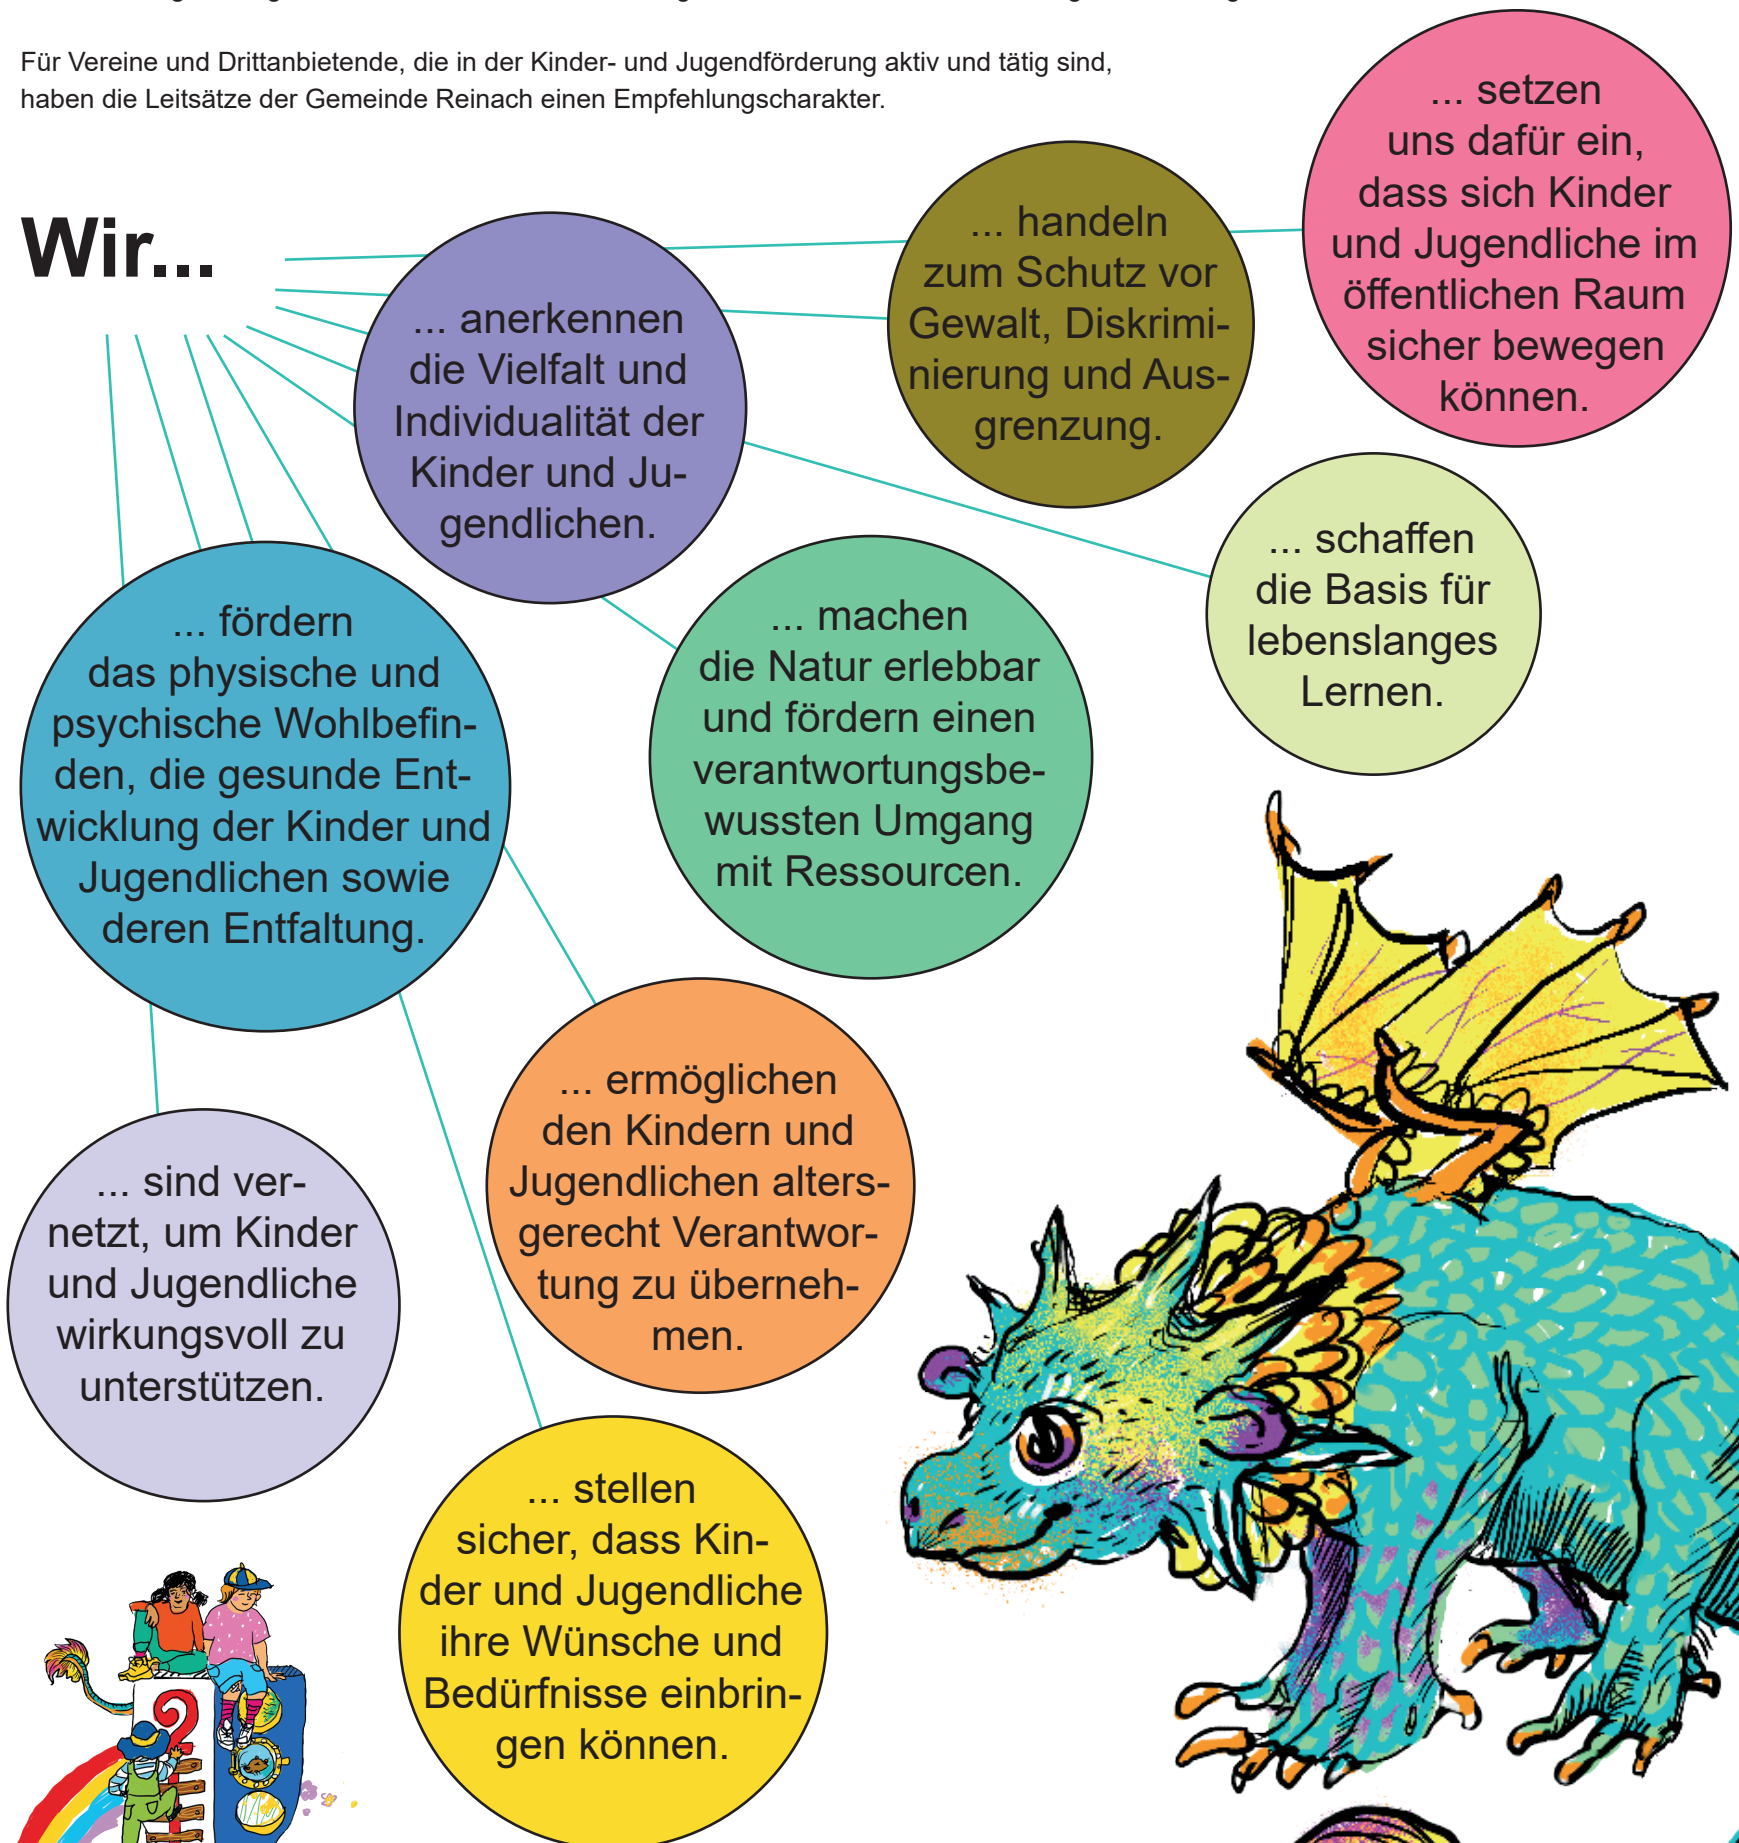 Für Vereine und Drittanbietende, die in der Kinder- und Jugendförderung aktiv und tätig sind,
haben die Leitsätze der Gemeinde Reinach einen Empfehlungscharakter.
Wir...
... setzen
uns dafür ein,
dass sich Kinder
und Jugendliche im
öffentlichen Raum
sicher bewegen
können.
... handeln
zum Schutz vor
Gewalt, Diskrimi-
nierung und Aus-
grenzung.
... anerkennen
die Vielfalt und
Individualität der
Kinder und Ju-
gendlichen.
... schaffen
die Basis für
lebenslanges
Lernen.
... fördern
das physische und
psychische Wohlbefin-
den, die gesunde Ent-
wicklung der Kinder und
Jugendlichen sowie
deren Entfaltung.
... machen
die Natur erlebbar
und fördern einen
verantwortungsbe-
wussten Umgang
mit Ressourcen.
... ermöglichen
den Kindern und
Jugendlichen alters-
gerecht Verantwor-
tung zu überneh-
men.
... sind ver-
netzt, um Kinder
und Jugendliche
wirkungsvoll zu
unterstützen.
... stellen
sicher, dass Kin-
der und Jugendliche
ihre Wünsche und
Bedürfnisse einbrin-
gen können.